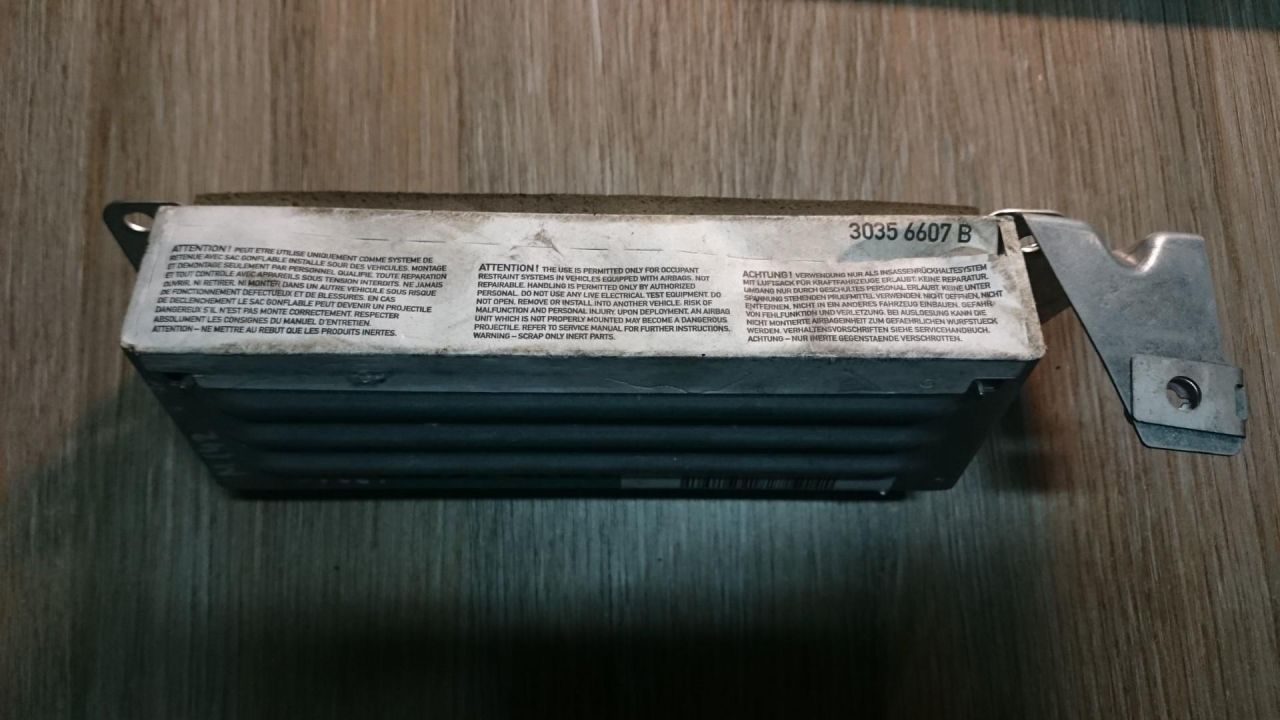 3035 6607 B
ATTENTION! PEUT ETRE UTILISE UNIQUEMENT COMME SYSTEME DE
RETENUE AVEC SAC GONFLABLE INSTALLE SOUR DES VEHICULES. MONTAGE
ET DEMONTAGE SEULEMENT PAR PERSONNEL QUALIFIE. TOUTE REPARATION
ET TOUT CONTROLE AVEC APPAREILS SOUS TENSION INTERDITS. NE JAMAIS
OUVRIR, NI RETIRER, NI MONTER DANS UN AUTRE VEHICULE SOUS RISQUE
DE FONCTIONNEMENT DEFECTUEUX ET DE BLESSURES. EN CAS
DE DECLENCHEMENT LE SAC GONFLABLE PEUT DEVENIR UN PROJECTILE
DANGEREUX S'IL N'EST PAS MONTE CORRECTEMENT. RESPECTER
ABSOLUMENT LES CONSIGNES DU MANUEL D'ENTRETIEN.
ATTENTION – NE METTRE AU REBUT QUE LES PRODUITS INERTES.
ATTENTION! THE USE IS PERMITTED ONLY FOR OCCUPANT
RESTRAINT SYSTEMS IN VEHICLES EQUIPPED WITH AIRBAGS. NOT
REPAIRABLE. HANDLING IS PERMITTED ONLY BY AUTHORIZED
PERSONAL. DO NOT USE ANY LIVE ELECTRICAL TEST EQUIPMENT. DO
NOT OPEN, REMOVE OR INSTALL INTO ANOTHER VEHICLE. RISK OF
MALFUNCTION AND PERSONAL INJURY UPON DEPLOYMENT. AN AIRBAG
UNIT WHICH IS NOT PROPERLY MOUNTED MAY BECOME A DANGEROUS
PROJECTILE. REFER TO SERVICE MANUAL FOR FURTHER INSTRUCTIONS.
WARNING – SCRAP ONLY INERT PARTS.
ACHTUNG! VERWENDUNG NUR ALS INSASSENRÜCKHALTESYSTEM
MIT LUFTSACK FÜR KRAFTFAHRZEUGE ERLAUBT. KEINE REPARATUR.
UMGANG NUR DURCH GESCHULTES PERSONAL ERLAUBT. KEINE UNTER
SPANNUNG STEHENDEN PRUEFMITTEL VERWENDEN. NICHT OEFFNEN, NICHT
ENTFERNEN, NICHT IN EIN ANDERES FAHRZEUG EINBAUEN. GEFAHR
VON FEHLFUNKTION UND VERLETZUNG. BEI AUSLOESUNG KANN DIE
NICHT MONTIERTE AIRBAGEINHEIT ZUM GEFAEHRLICHEN WURFSTUECK
WERDEN. VERHALTENSVORSCHRIFTEN SIEHE SERVICEHANDBUCH.
ACHTUNG – NUR INERTE GEGENSTAENDE VERSCHROTTEN.